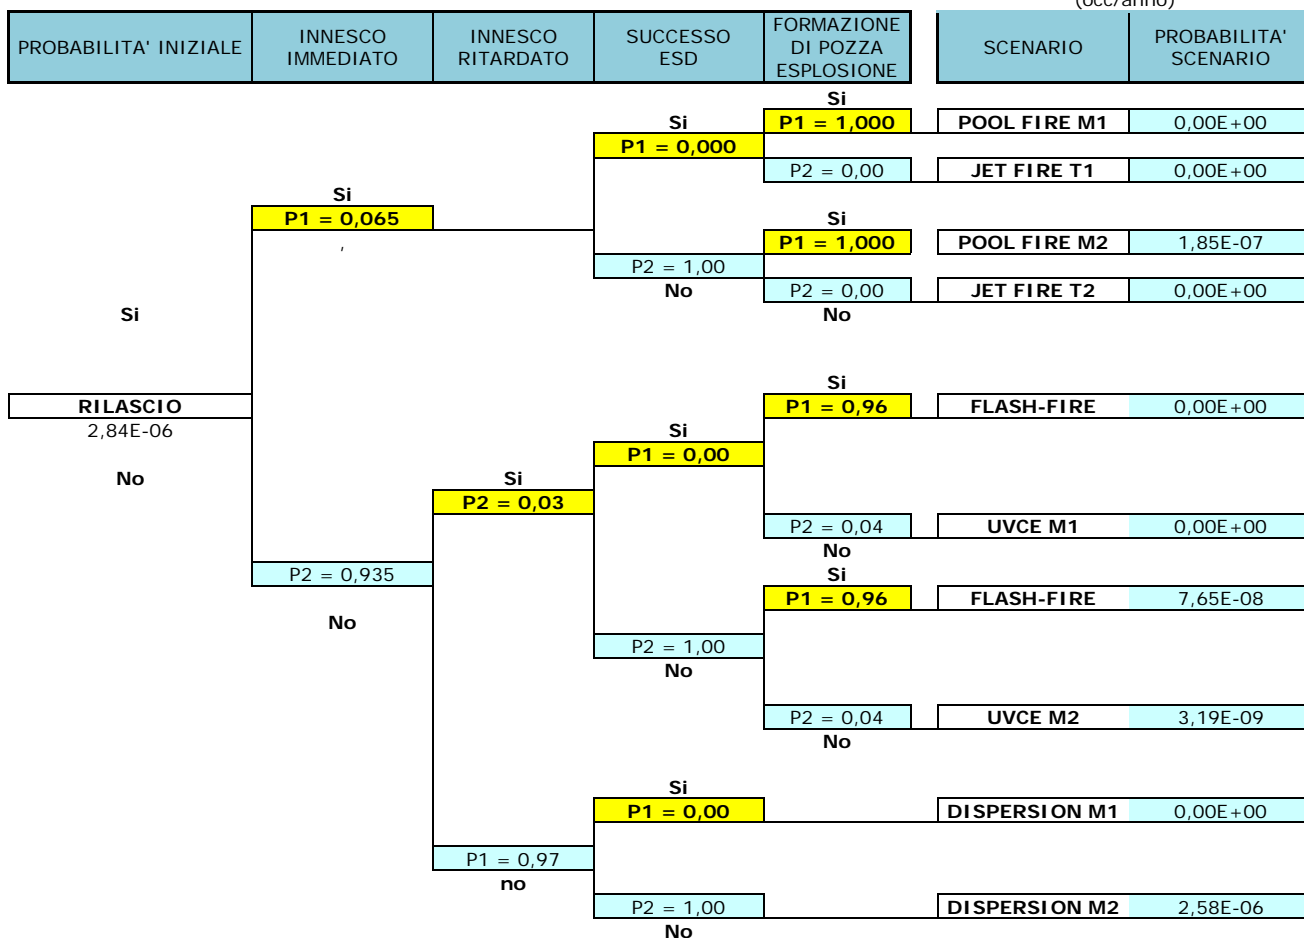 (occ/anno)
PROBABILITA' INIZIALE
INNESCO
IMMEDIATO
INNESCO
RITARDATO
SUCCESSO
ESD
FORMAZIONE
DI POZZA
ESPLOSIONE
SCENARIO
PROBABILITA'
SCENARIO
Si
Si
P1 = 1,000
POOL FIRE M1
0,00E+00
P1 = 0,000
P2 = 0,00
JET FIRE T1
0,00E+00
Si
P1 = 0,065
,
Si
P1 = 1,000
POOL FIRE M2
1,85E-07
P2 = 1,00
No
P2 = 0,00
JET FIRE T2
0,00E+00
Si
No
Si
RILASCIO
P1 = 0,96
FLASH-FIRE
0,00E+00
2,84E-06
Si
P1 = 0,00
No
Si
P2 = 0,03
P2 = 0,04
UVCE M1
0,00E+00
No
P2 = 0,935
Si
P1 = 0,96
FLASH-FIRE
7,65E-08
No
P2 = 1,00
No
P2 = 0,04
UVCE M2
3,19E-09
No
Si
P1 = 0,00
DISPERSION M1
0,00E+00
P1 = 0,97
no
P2 = 1,00
DISPERSION M2
2,58E-06
No